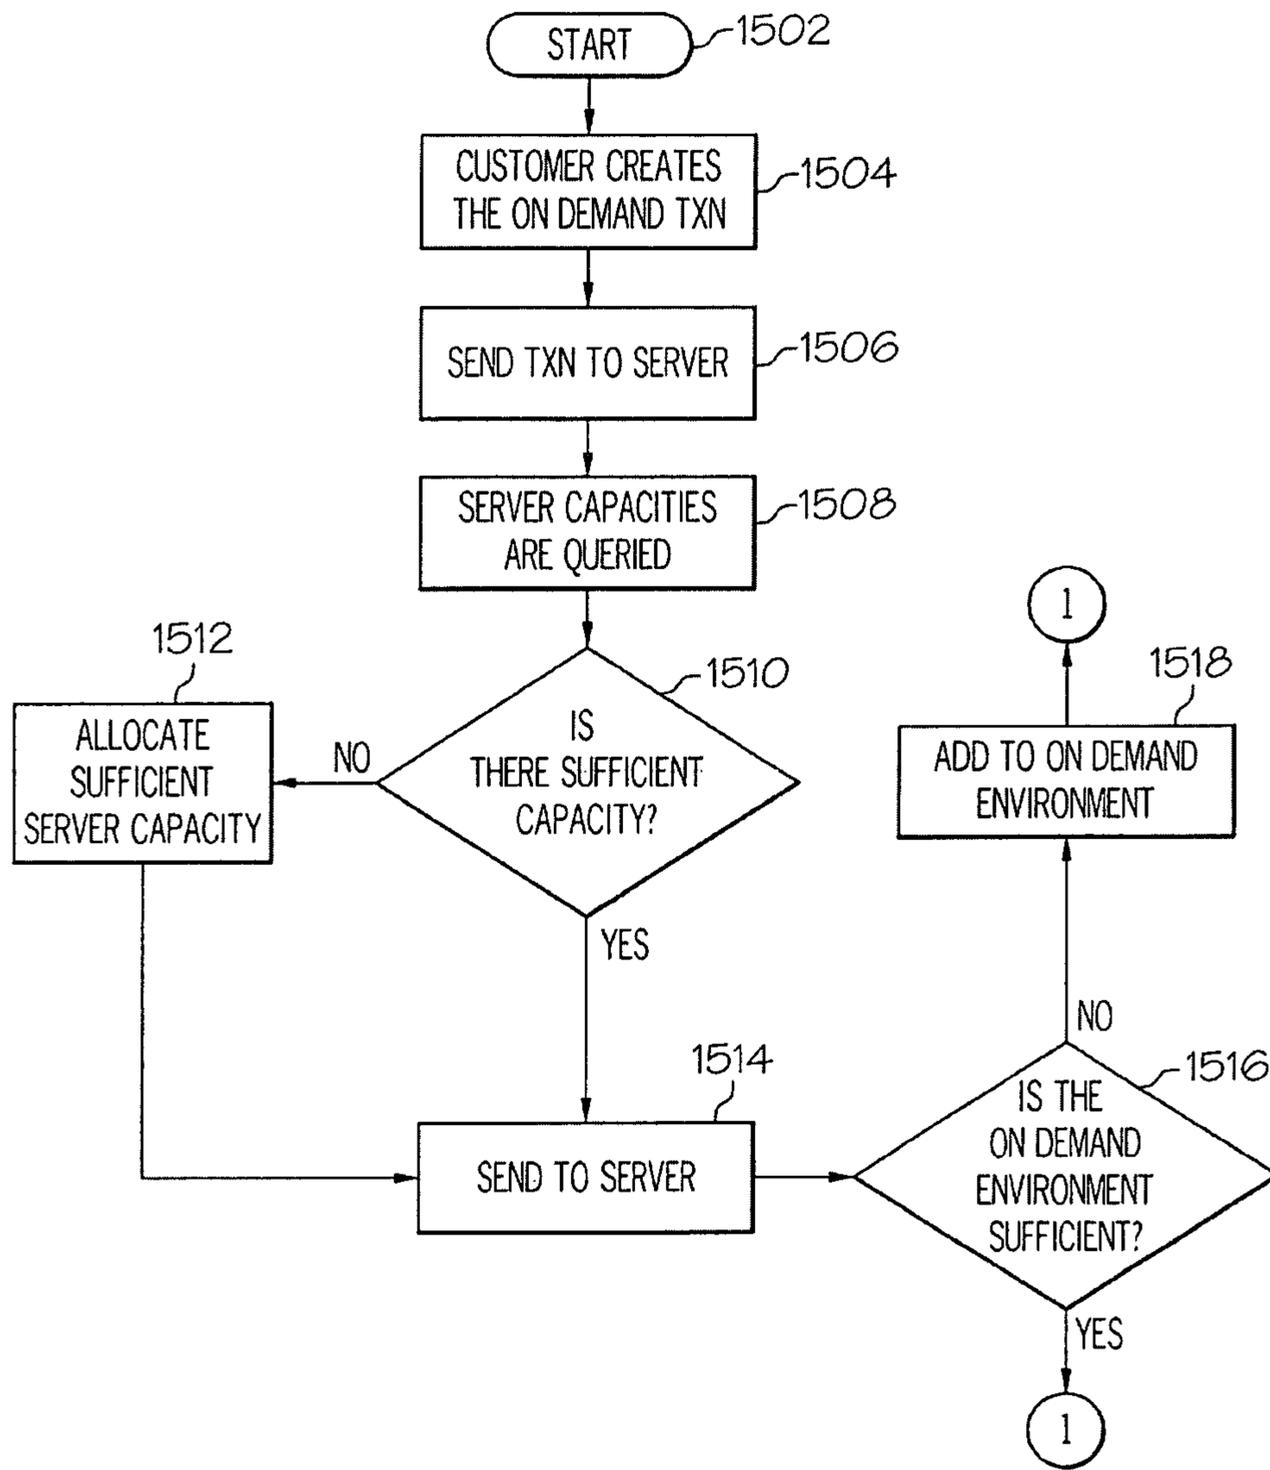 START
1502
CUSTOMER CREATES
THE ON DEMAND TXN
1504
SEND TXN TO SERVER
1506
SERVER CAPACITIES
ARE QUERIED
1508
1512
ALLOCATE
SUFFICIENT
SERVER CAPACITY
NO
1510
IS
THERE SUFFICIENT
CAPACITY?
YES
1
1518
ADD TO ON DEMAND
ENVIRONMENT
NO
1514
SEND TO SERVER
1516
IS THE
ON DEMAND
ENVIRONMENT
SUFFICIENT?
YES
1